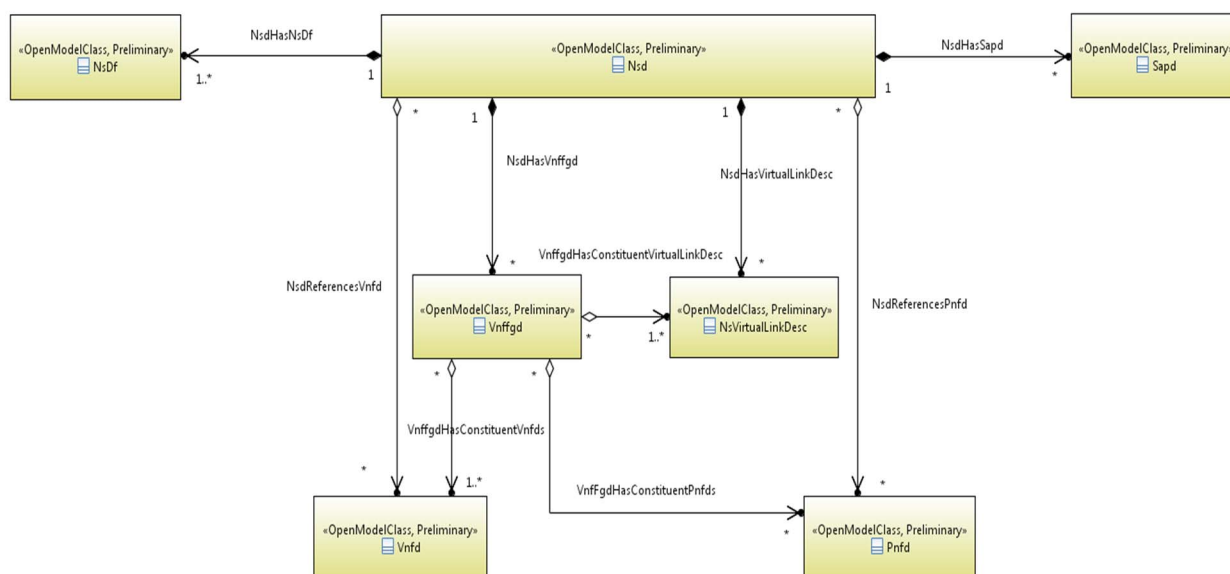 «OpenModelClass, Preliminary»
NsDf
NsdHasNsDf
1
1..*
«OpenModelClass, Preliminary»
Nsd
NsdHasSapd
1
*
«OpenModelClass, Preliminary»
Sapd
*
1
1
*
NsdHasVnffgd
NsdHasVirtualLinkDesc
*
VnffgdHasConstituentVirtualLinkDesc
*
NsdReferencesVnfd
NsdReferencesPnfd
«OpenModelClass, Preliminary»
Vnffgd
*
1..*
«OpenModelClass, Preliminary»
NsVirtualLinkDesc
*
*
VnffgdHasConstituentVnfds
*
1..*
VnfFgdHasConstituentPnfds
*
*
«OpenModelClass, Preliminary»
Vnfd
«OpenModelClass, Preliminary»
Pnfd